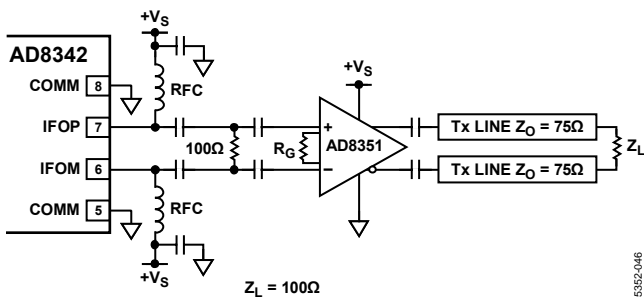 +VS
AD8342
COMM 8
RFC
+VS
IFOP 7
100Ω
RG
+
AD8351
−
Tx LINE ZO = 75Ω
ZL
IFOM 6
Tx LINE ZO = 75Ω
COMM 5
RFC
+VS
ZL = 100Ω
05352-046